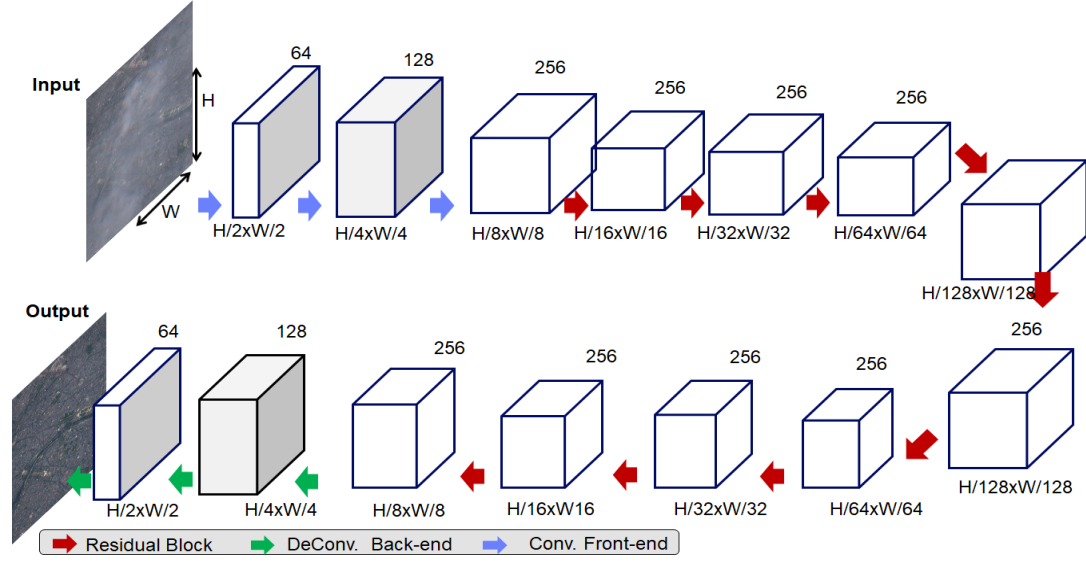 Input
H
W
64
128
256
256
256
256
H/2xW/2
H/4xW/4
H/8xW/8
H/16xW/16
H/32xW/32
H/64xW/64
H/128xW/128
Output
64
128
256
256
256
256
256
H/2xW/2
H/4xW/4
H/8xW/8
H/16xW16
H/32xW/32
H/64xW/64
H/128xW/128
Residual Block
DeConv. Back-end
Conv. Front-end